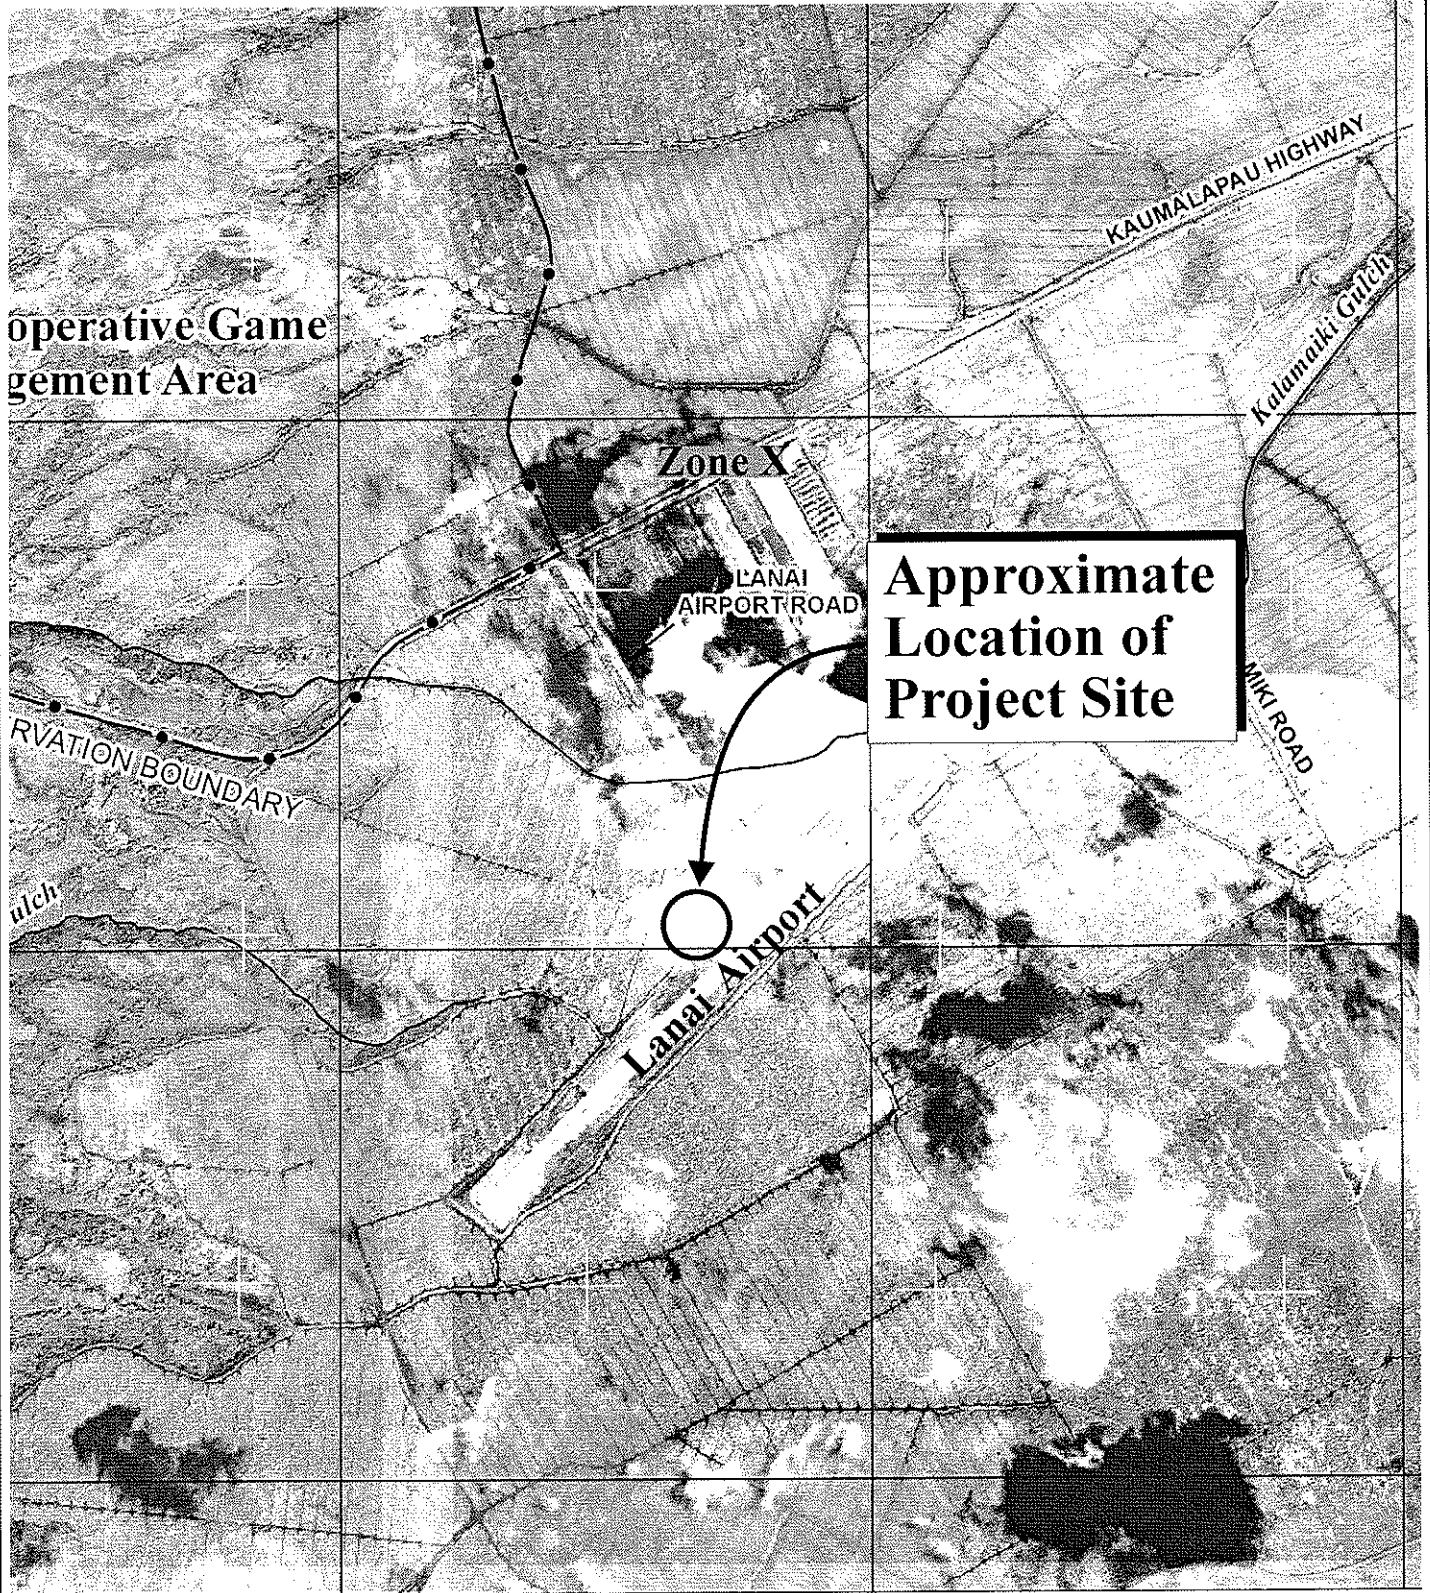 KAUMALAPAU HIGHWAY
Kalamaiki Gulch
operative Game
gement Area
Zone X
LANAI
AIRPORT ROAD
Approximate
Location of
Project Site
MIKI ROAD
RVATION BOUNDARY
ulch
Lanai Airport